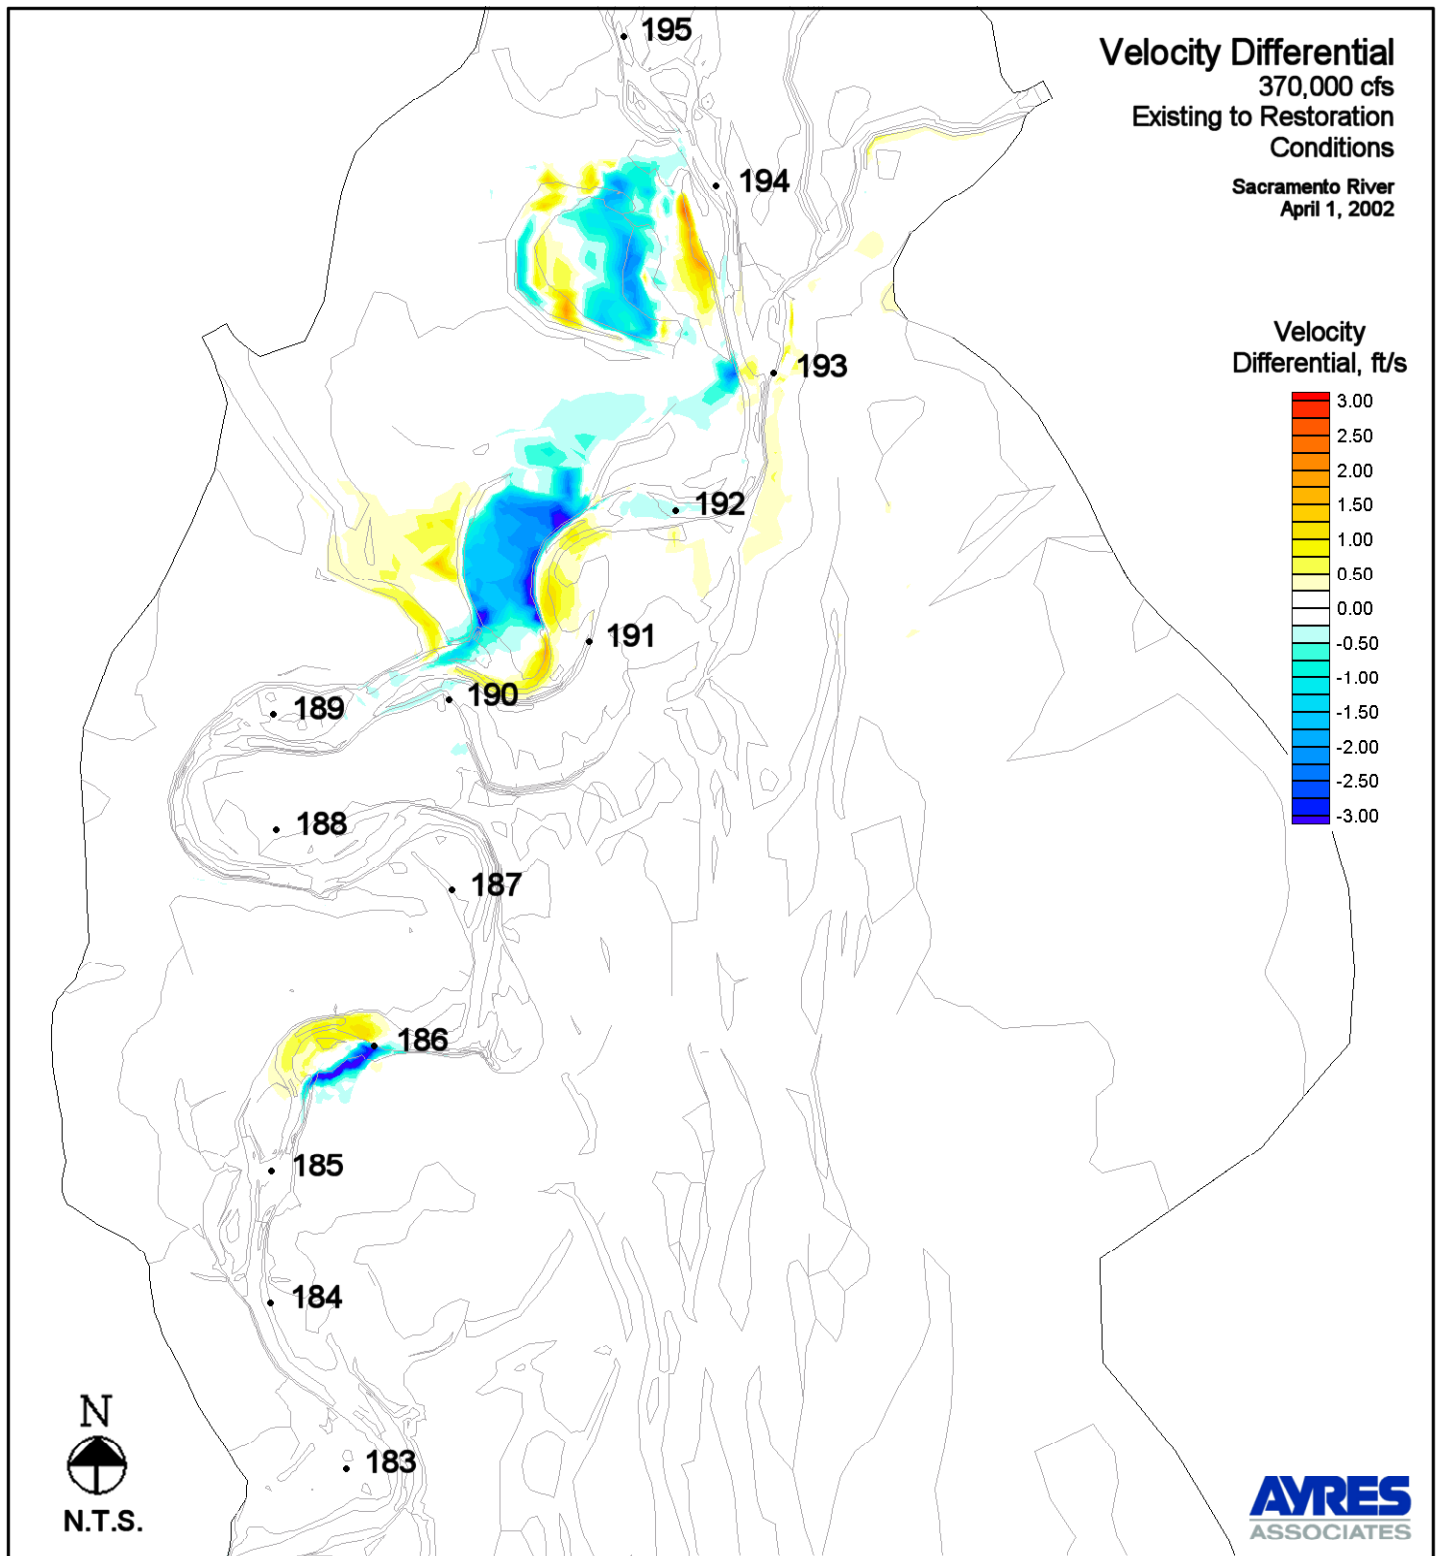 Velocity Differential
370,000 cfs
Existing to Restoration
Conditions
Sacramento River
April 1, 2002
195
194
193
192
191
190
189
188
187
186
185
184
183
Velocity
Differential, ft/s
3.00
2.50
2.00
1.50
1.00
0.50
0.00
-0.50
-1.00
-1.50
-2.00
-2.50
-3.00
N
N.T.S.
AYRES
ASSOCIATES